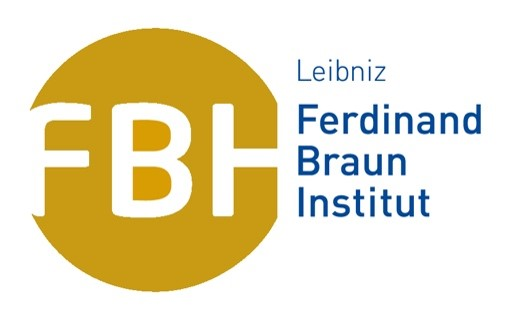 FBH
Leibniz
Ferdinand
Braun
Institut